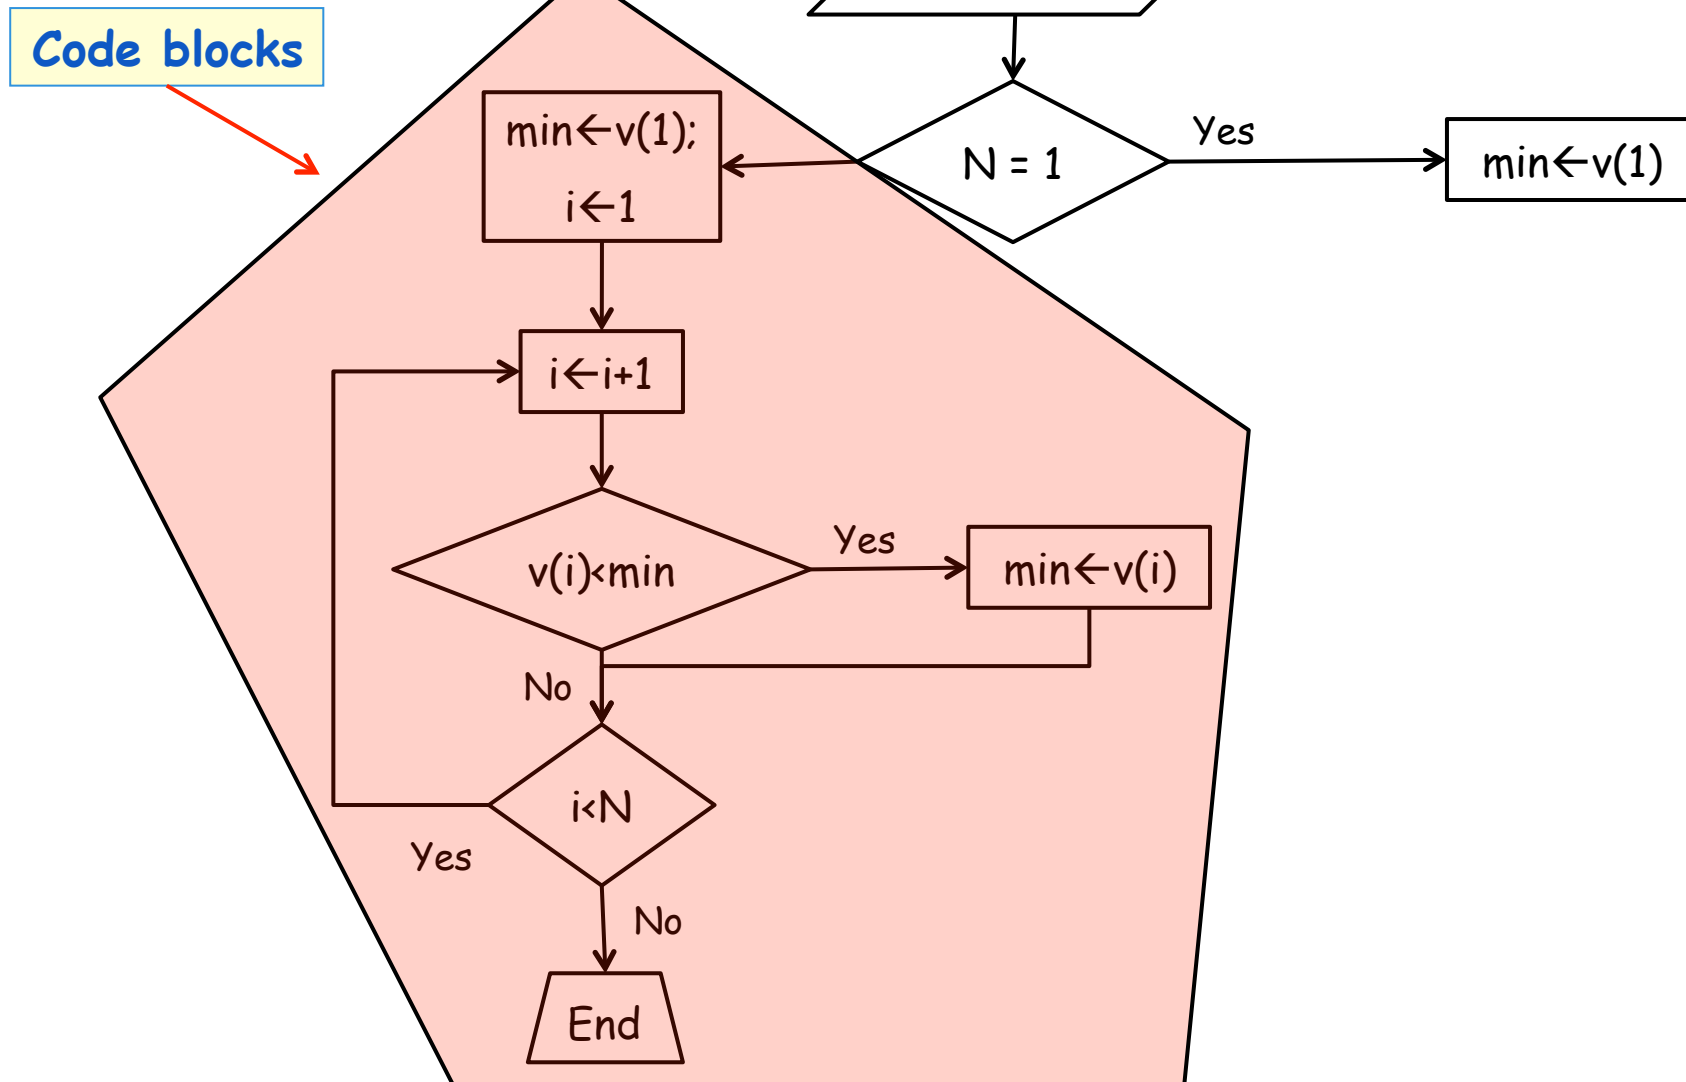 Code blocks
min←v(1);
i←1
N = 1
Yes
min←v(1)
i←i+1
v(i)<min
Yes
min←v(i)
No
i<N
Yes
No
End